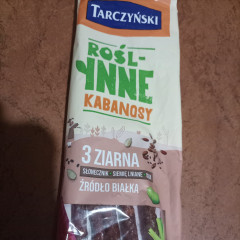 TARCZYŃSKI
ROŚL-
INNE
KABANOSY
3 ZIARNA
SŁONECZNIK · SIEMIĘ LNIANE
ŹRÓDŁO BIAŁKA